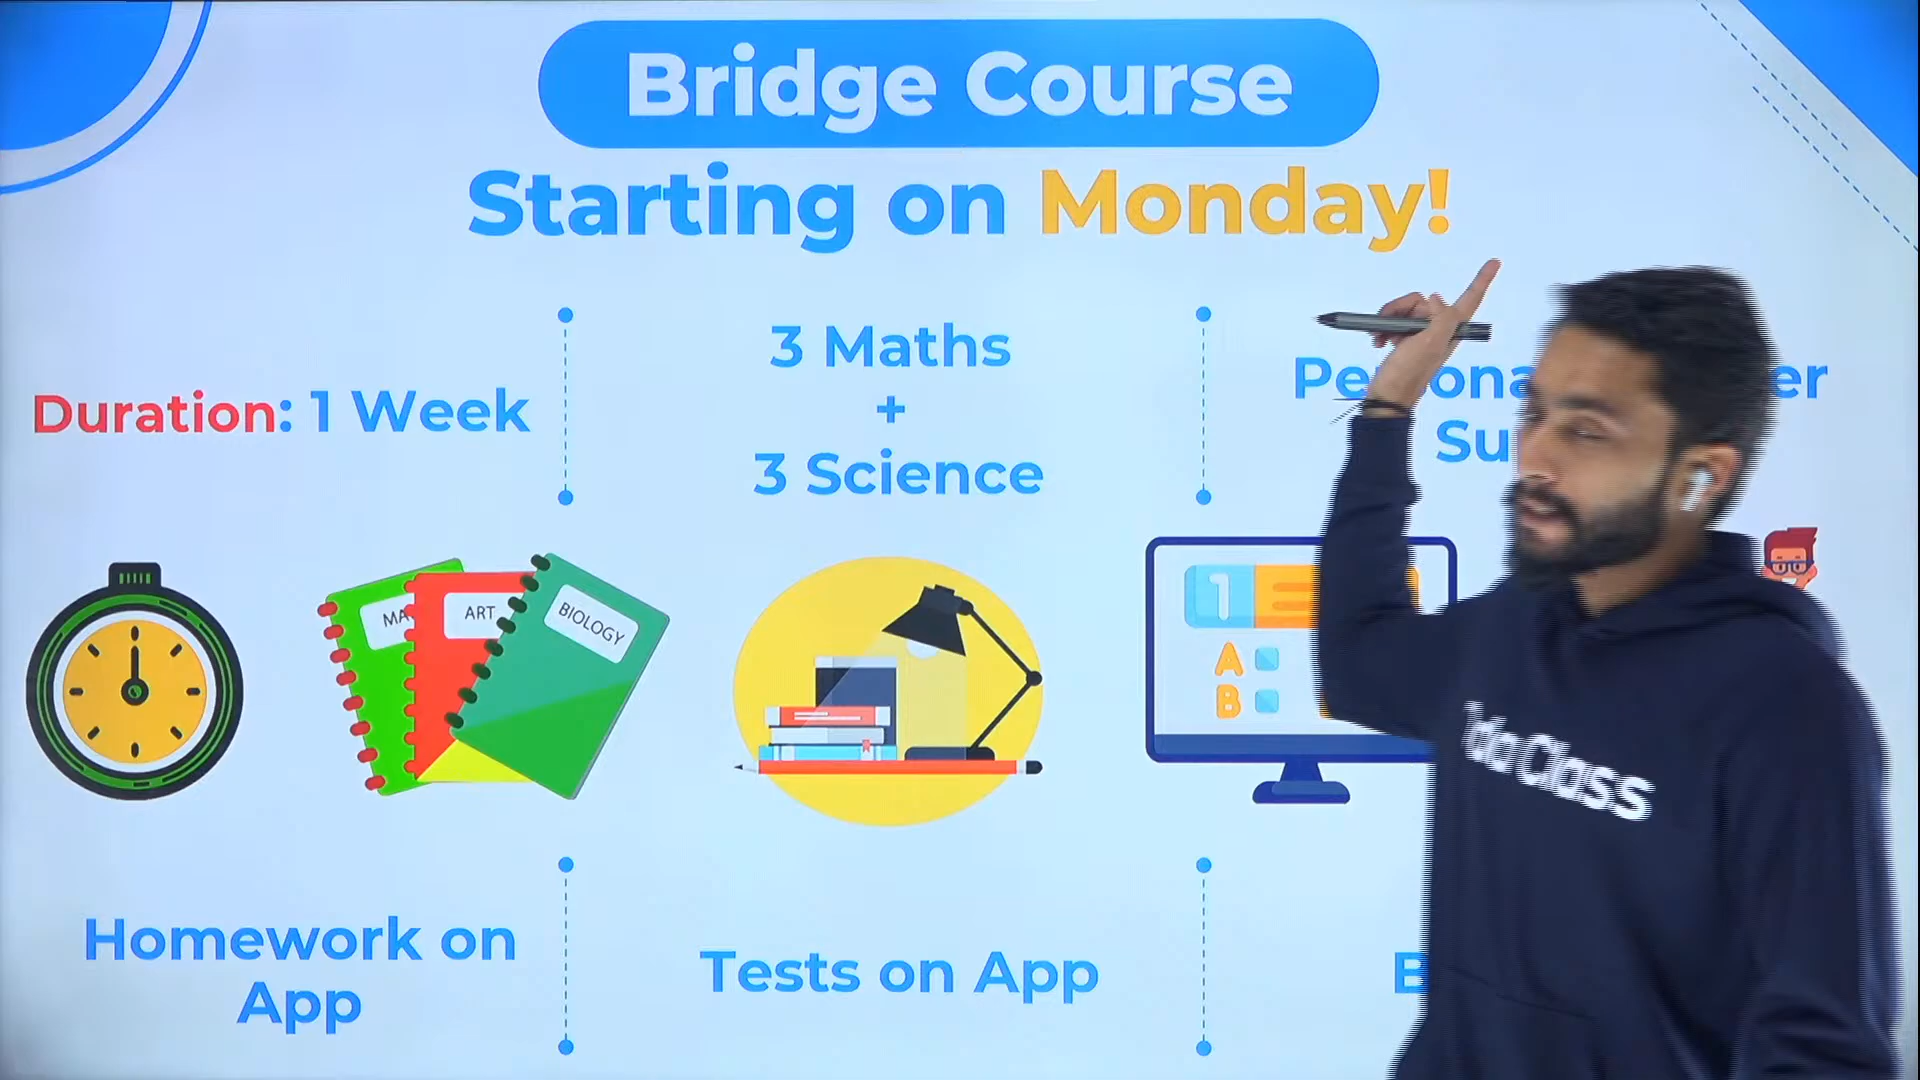 Bridge Course
Starting on Monday!
Duration: 1 Week
3 Maths
+
3 Science
MA
ART
BIOLOGY
1
A
B
Class
Homework on
App
Tests on App